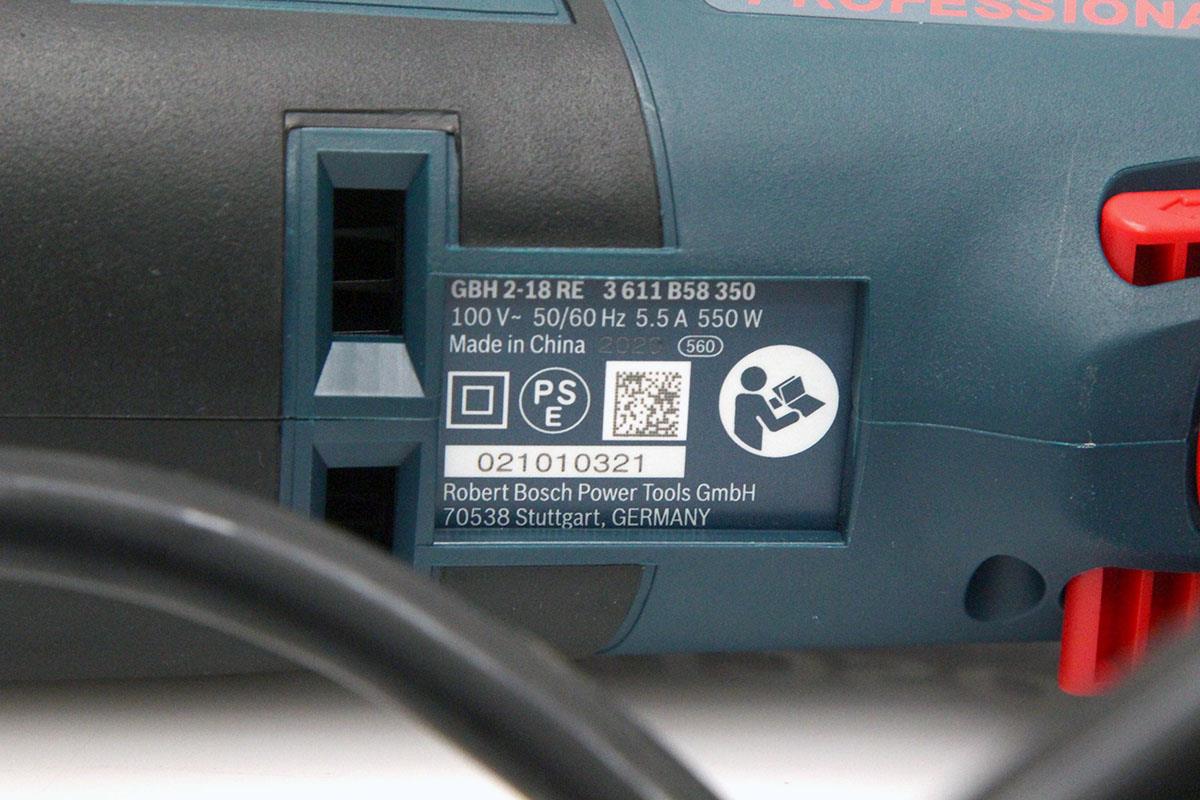 PROFESSIONA
GBH 2-18 RE 3 611 B58 350
100 V~ 50/60 Hz 5.5 A 550 W
Made in China 560
PS
E
021010321
Robert Bosch Power Tools GmbH
70538 Stuttgart, GERMANY